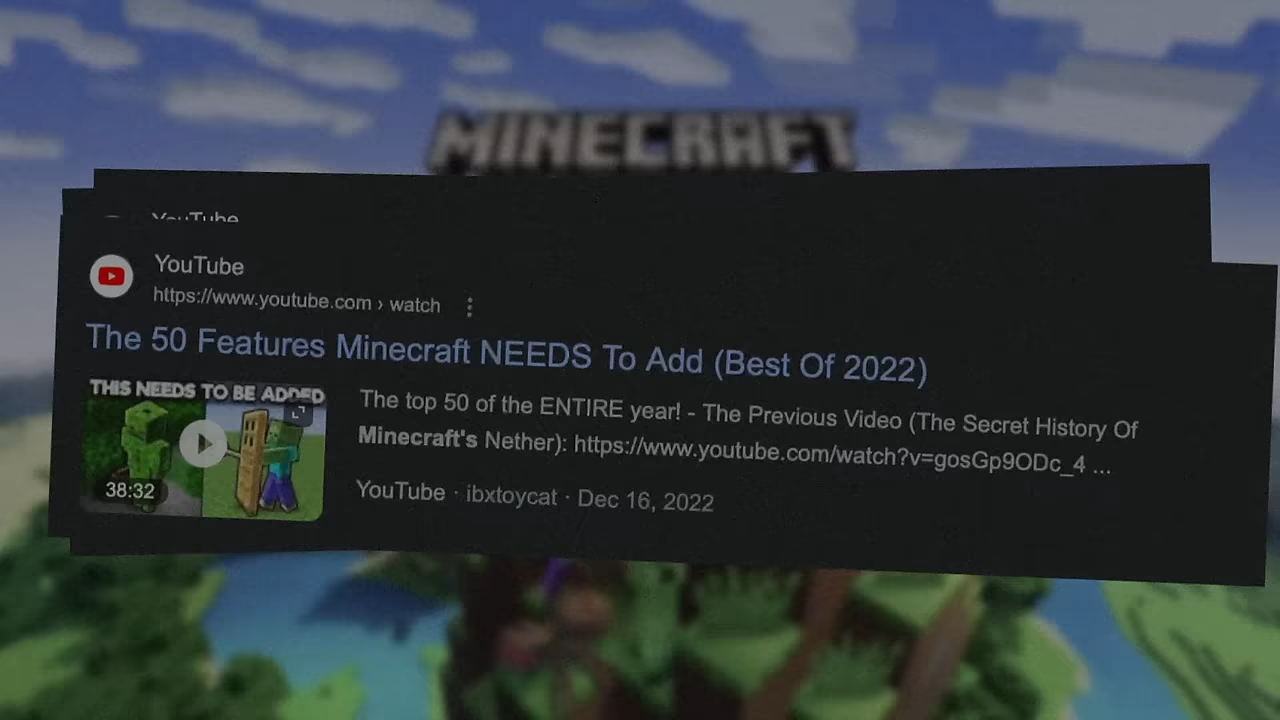 MINECRAFT
YouTube
YouTube
https://www.youtube.com › watch
The 50 Features Minecraft NEEDS To Add (Best Of 2022)
THIS NEEDS TO BE ADDED
38:32
The top 50 of the ENTIRE year! - The Previous Video (The Secret History Of
Minecraft's Nether): https://www.youtube.com/watch?v=gosGp9ODc_4 ...
YouTube · ibxtoycat · Dec 16, 2022